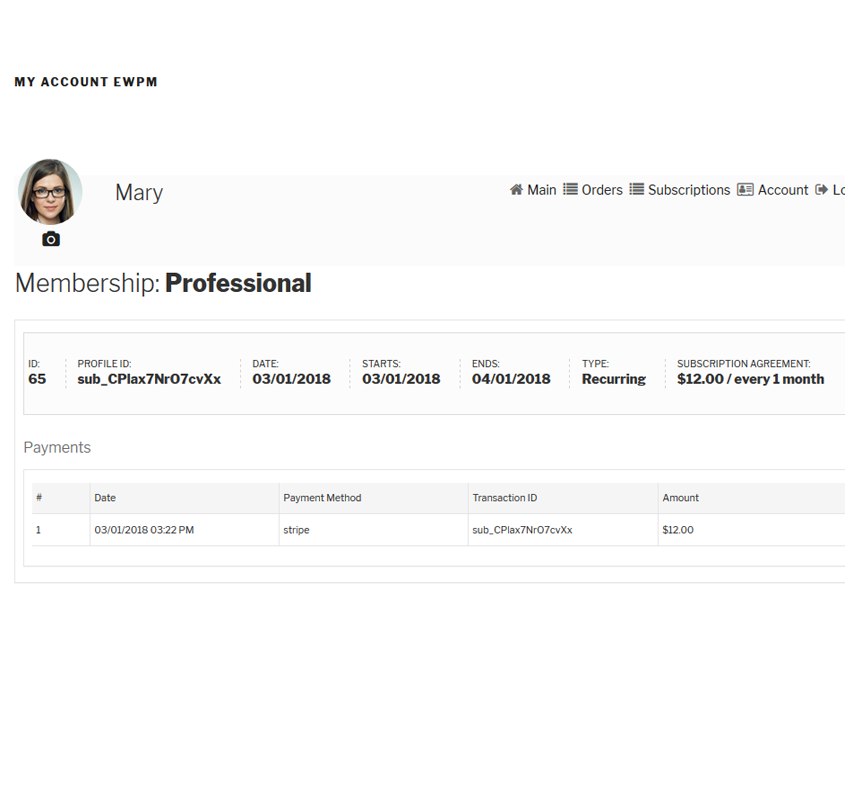 MY ACCOUNT EWPM
Mary
Main Orders Subscriptions Account Lo
Membership: Professional
ID: PROFILE ID: DATE: STARTS: ENDS: TYPE: SUBSCRIPTION AGREEMENT:
65 sub_CPlax7NrO7cvXx 03/01/2018 03/01/2018 04/01/2018 Recurring $12.00 / every 1 month
Payments
# Date Payment Method Transaction ID Amount
1 03/01/2018 03:22 PM stripe sub_CPlax7NrO7cvXx $12.00